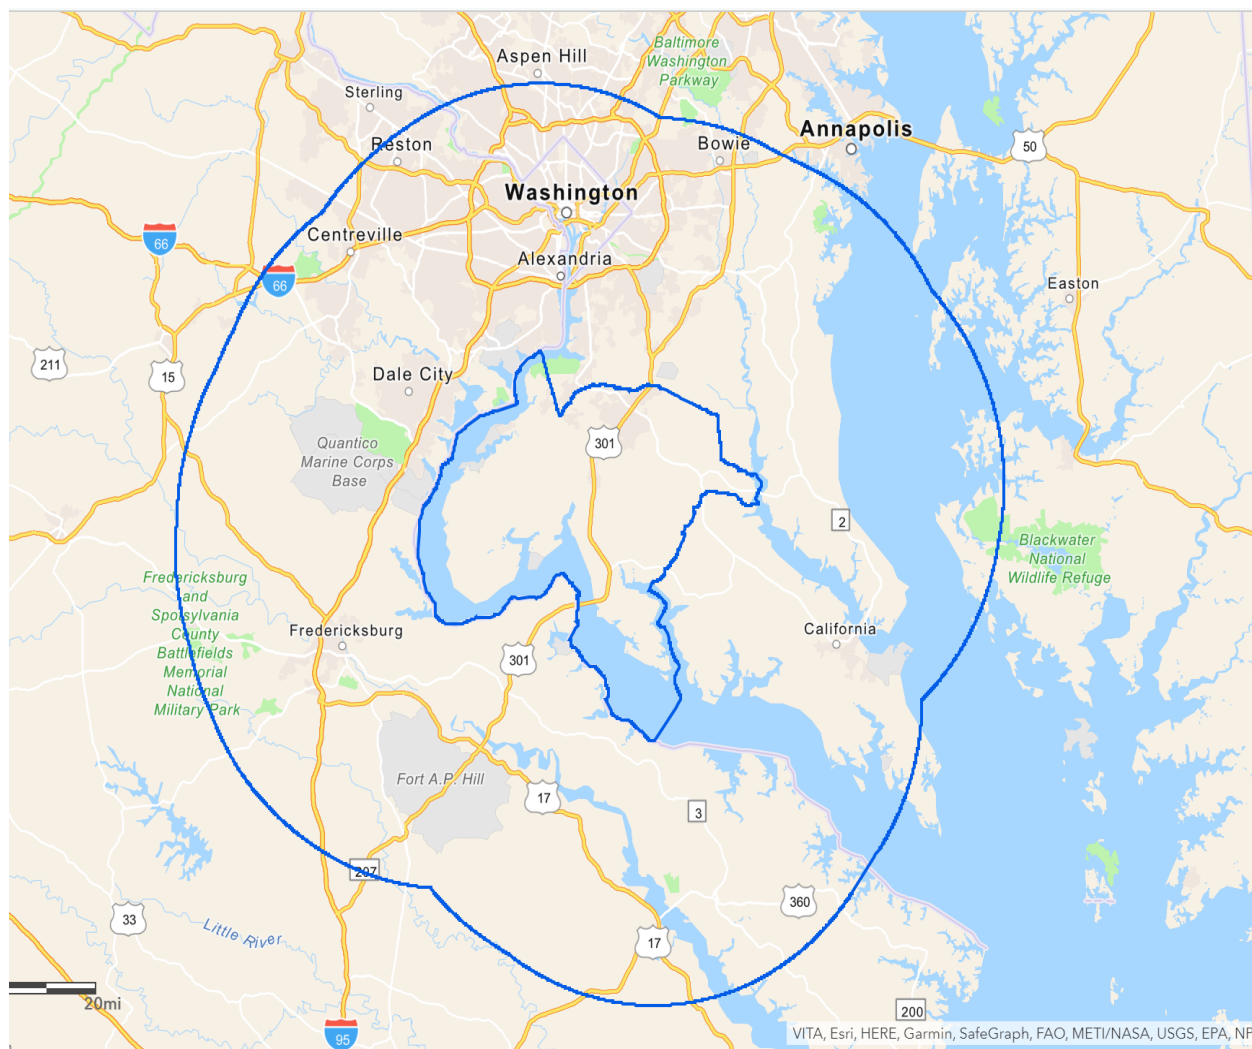 Aspen Hill
Baltimore
Washington
Parkway
Sterling
Annapolis
Reston
Bowie
50
Washington
Centreville
66
Alexandria
66
Easton
211
15
Dale City
301
Quantico
Marine Corps
Base
2
Blackwater
National
Wildlife Refuge
Fredericksburg
and
Spotsylvania
County
Battlefields
Memorial
National
Military Park
Fredericksburg
California
301
Fort A.P. Hill
17
3
207
360
33
Little River
17
20mi
200
95
VITA, Esri, HERE, Garmin, SafeGraph, FAO, METI/NASA, USGS, EPA, NP